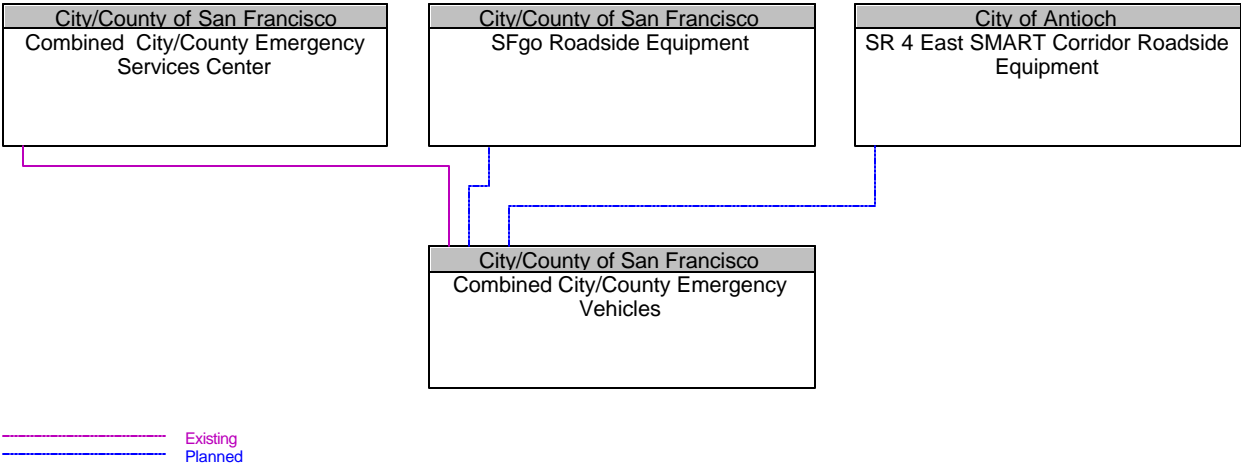 City/County of San Francisco
Combined City/County Emergency
Services Center
City/County of San Francisco
SFgo Roadside Equipment
City of Antioch
SR 4 East SMART Corridor Roadside
Equipment
City/County of San Francisco
Combined City/County Emergency
Vehicles
Existing
Planned